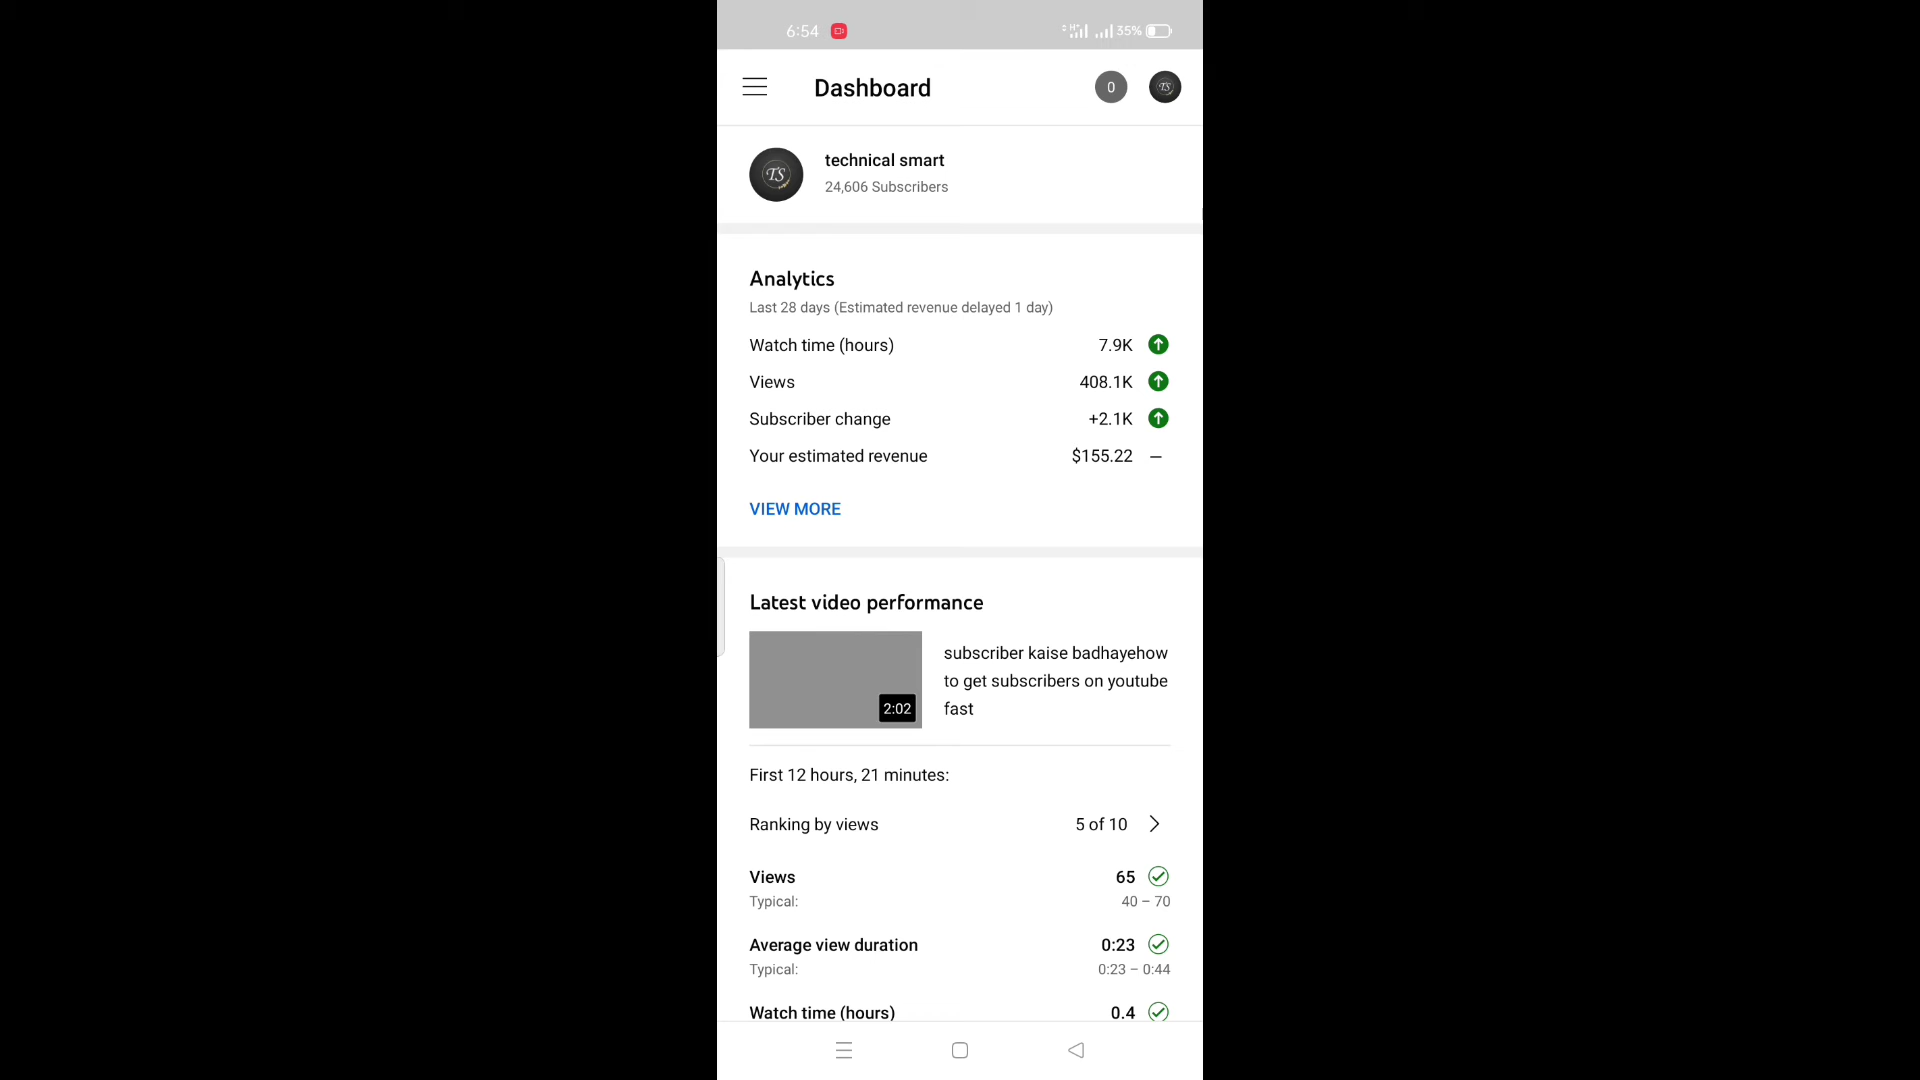 6:54
H+ 35%
Dashboard
0
TS
technical smart
TS
24,606 Subscribers
Analytics
Last 28 days (Estimated revenue delayed 1 day)
Watch time (hours) 7.9K
Views 408.1K
Subscriber change +2.1K
Your estimated revenue $155.22 —
VIEW MORE
Latest video performance
2:02
subscriber kaise badhayehow
to get subscribers on youtube
fast
First 12 hours, 21 minutes:
Ranking by views 5 of 10
Views 65
Typical: 40 – 70
Average view duration 0:23
Typical: 0:23 – 0:44
Watch time (hours) 0.4